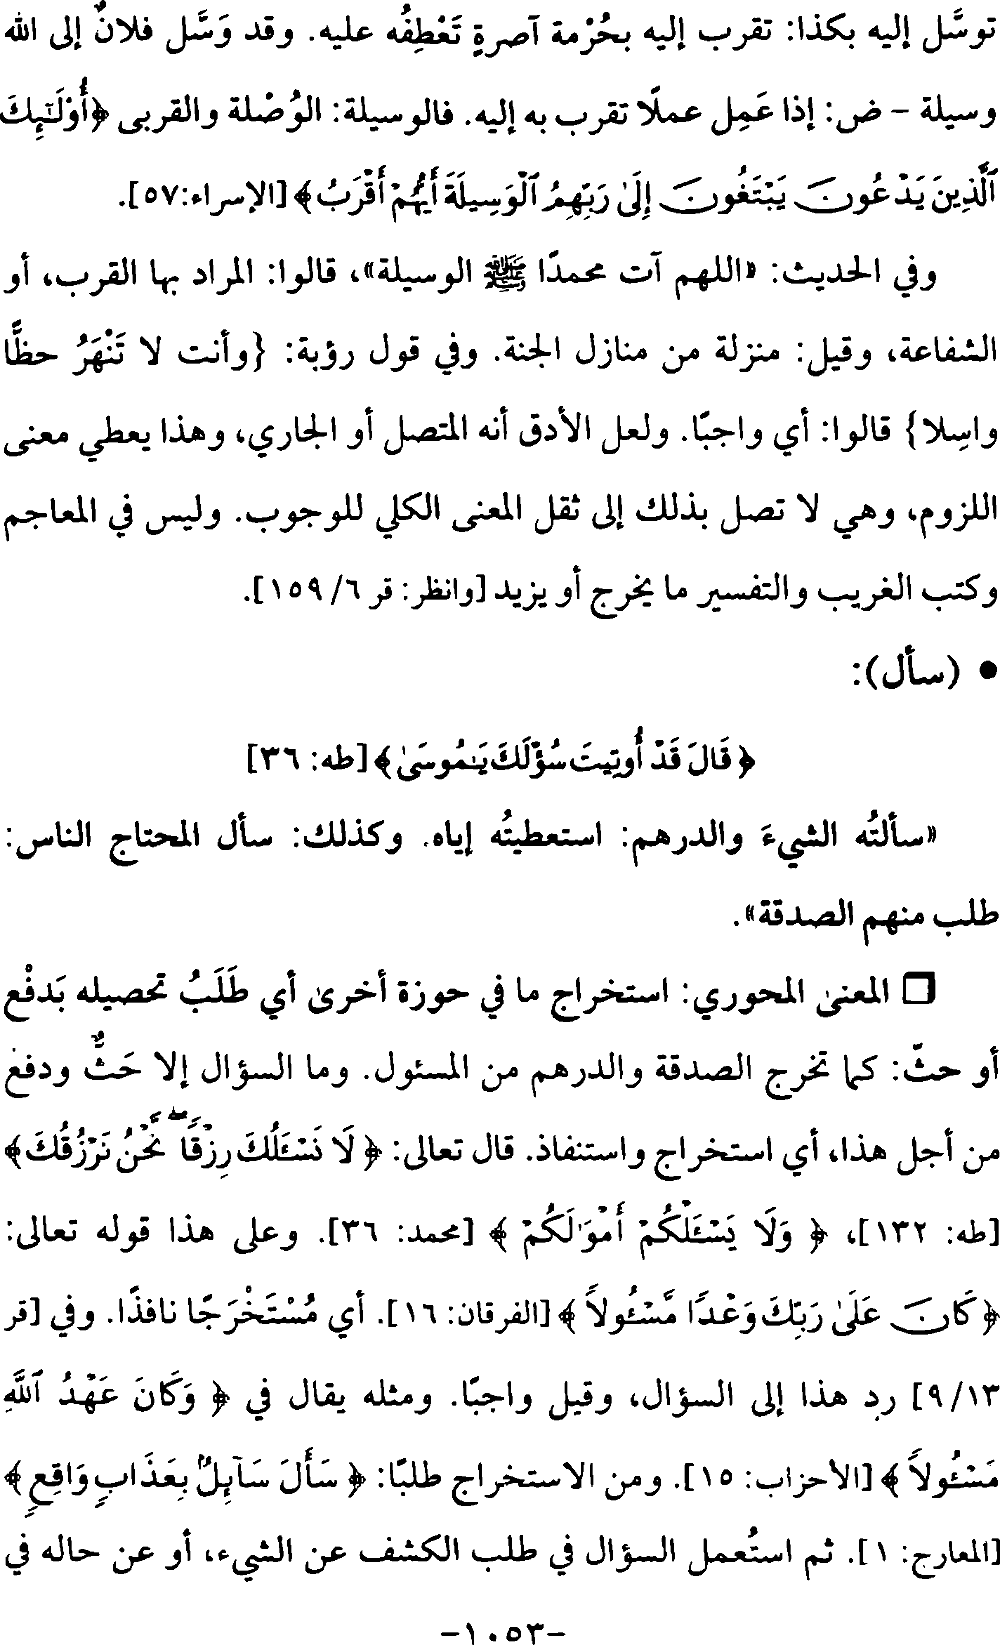 توسَّل إليه بكذا: تقرب إليه بحُرْمة آصرةٍ تَعْطِفُه عليه. وقد وَسَّل فلانٌ إلى الله
وسيلة – ض: إذا عَمِل عملًا تقرب به إليه. فالوسيلة: الوُصْلة والقربى ﴿أُوْلَٰٓئِكَ
ٱلَّذِينَ يَدْعُونَ يَبْتَغُونَ إِلَىٰ رَبِّهِمُ ٱلْوَسِيلَةَ أَيُّهُمْ أَقْرَبُ﴾ [الإسراء:٥٧].
وفي الحديث: «اللهم آت محمدًا ﷺ الوسيلة»، قالوا: المراد بها القرب، أو
الشفاعة، وقيل: منزلة من منازل الجنة. وفي قول رؤبة: {وأنت لا تَنْهَرُ حظًّا
واسِلا} قالوا: أي واجبًا. ولعل الأدق أنه المتصل أو الجاري، وهذا يعطي معنى
اللزوم، وهي لا تصل بذلك إلى ثقل المعنى الكلي للوجوب. وليس في المعاجم
وكتب الغريب والتفسير ما يخرج أو يزيد [وانظر: قر ٦/ ١٥٩].
• (سأل):
﴿قَالَ قَدْ أُوتِيتَ سُؤْلَكَ يَٰمُوسَىٰ﴾ [طه: ٣٦]
«سألتُه الشيءَ والدرهم: استعطيتُه إياه. وكذلك: سأل المحتاج الناس:
طلب منهم الصدقة».
❒ المعنى المحوري: استخراج ما في حوزة أخرى أي طَلَبُ تحصيله بَدفْع
أو حثّ: كما تخرج الصدقة والدرهم من المسئول. وما السؤال إلا حَثٌّ ودفع
من أجل هذا، أي استخراج واستنفاذ. قال تعالى: ﴿لَا نَسْـَٔلُكَ رِزْقًا ۖ نَّحْنُ نَرْزُقُكَ﴾
[طه: ١٣٢]، ﴿وَلَا يَسْـَٔلْكُمْ أَمْوَٰلَكُمْ﴾ [محمد: ٣٦]. وعلى هذا قوله تعالى:
﴿كَانَ عَلَىٰ رَبِّكَ وَعْدًا مَّسْـُٔولًا﴾ [الفرقان: ١٦]. أي مُسْتَخْرَجًا نافذًا. وفي [قر
٩/١٣] رد هذا إلى السؤال، وقيل واجبًا. ومثله يقال في ﴿وَكَانَ عَهْدُ ٱللَّهِ
مَسْـُٔولًا﴾ [الأحزاب: ١٥]. ومن الاستخراج طلبًا: ﴿سَأَلَ سَآئِلٌۢ بِعَذَابٍ وَاقِعٍ﴾
[المعارج: ١]. ثم استُعمل السؤال في طلب الكشف عن الشيء، أو عن حاله في
-١٠٥٣-